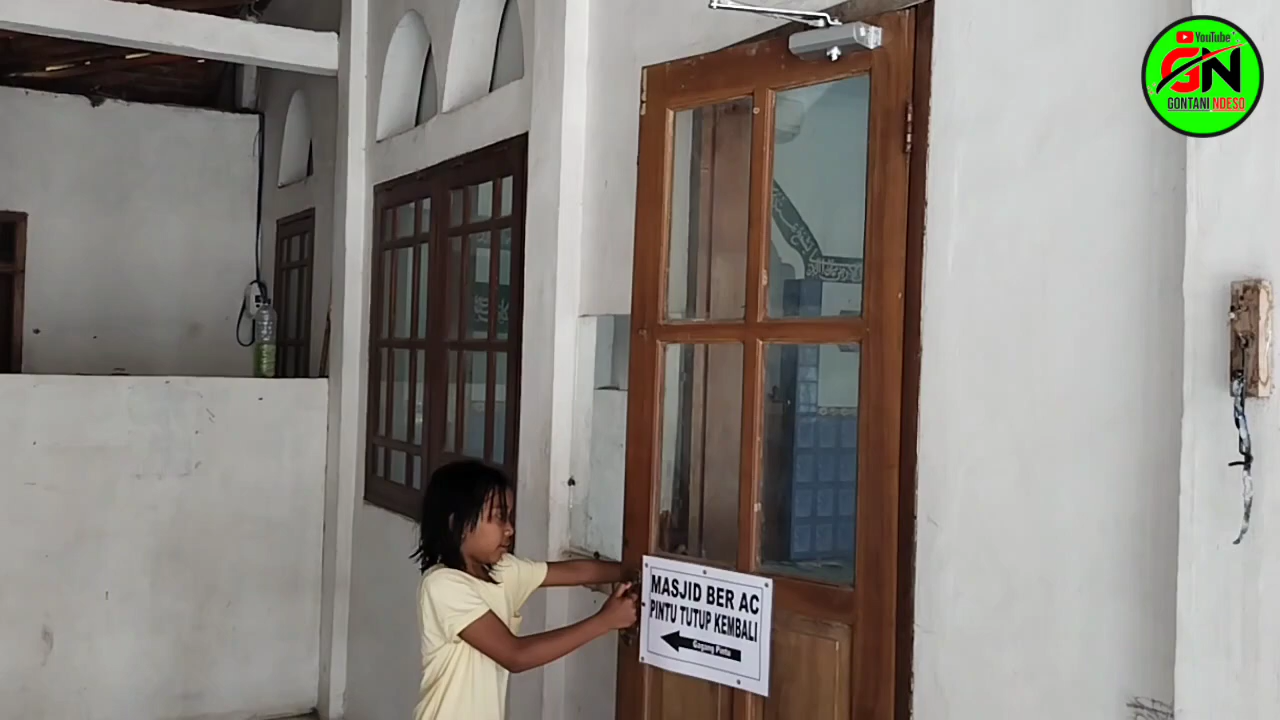 YouTube
GN
GONTANI NDESO
MASJID BER AC
PINTU TUTUP KEMBALI
Gagang Pintu